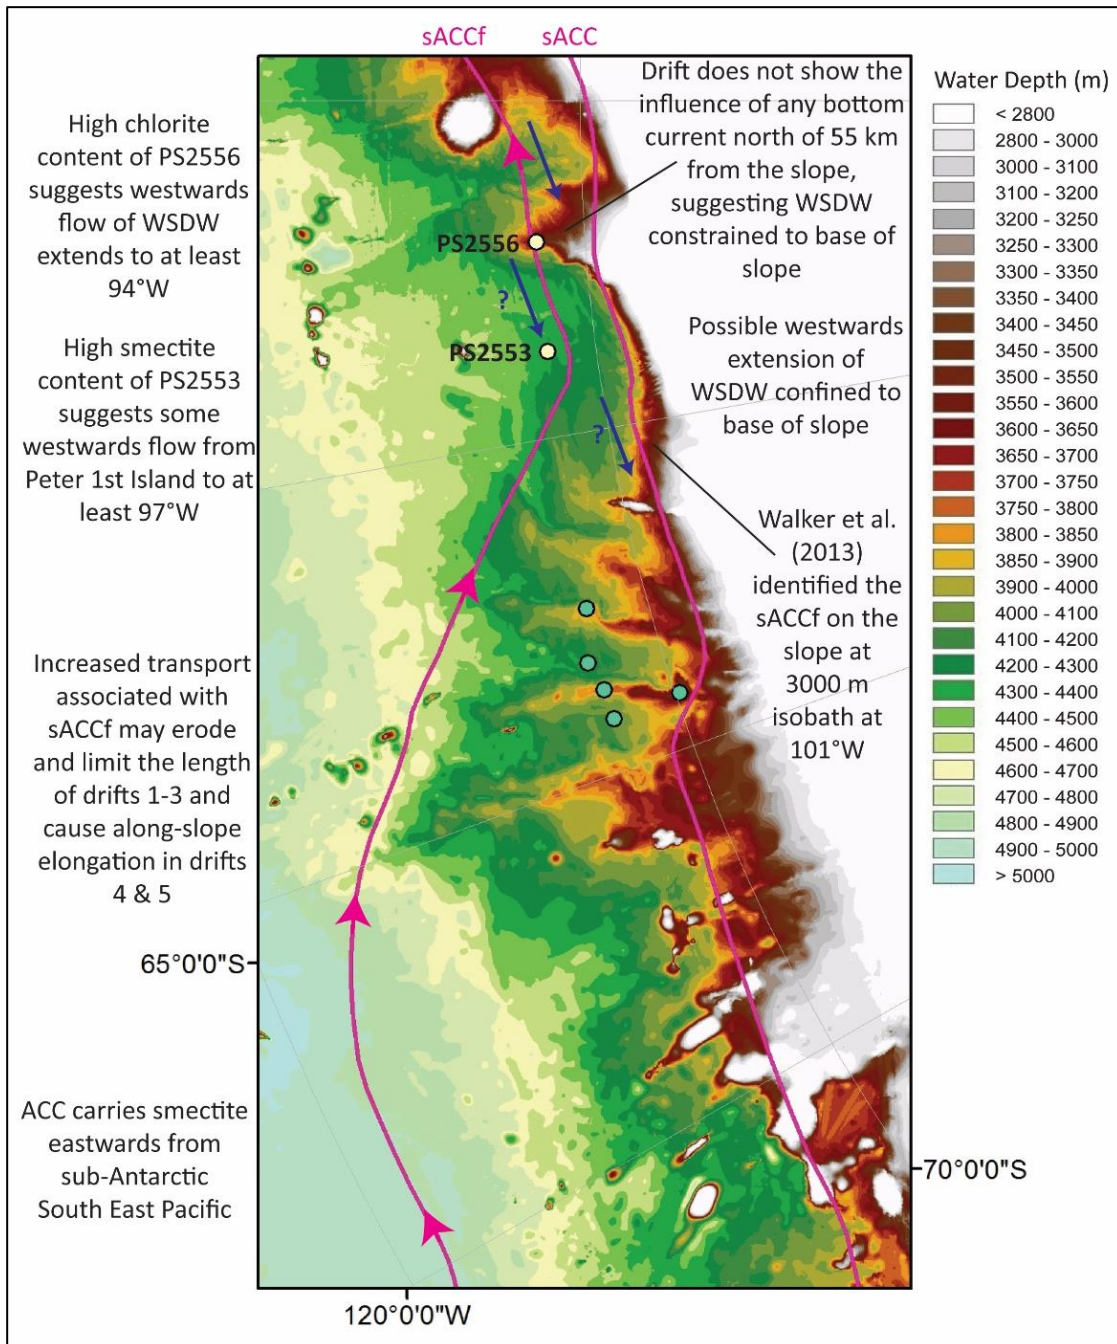 sACCf
sACC
High chlorite
content of PS2556
suggests westwards
flow of WSDW
extends to at least
94°W
High smectite
content of PS2553
suggests some
westwards flow from
Peter 1st Island to at
least 97°W
Increased transport
associated with
sACCf may erode
and limit the length
of drifts 1-3 and
cause along-slope
elongation in drifts
4 & 5
65°0'0"S
ACC carries smectite
eastwards from
sub-Antarctic
South East Pacific
120°0'0"W
PS2556
?
PS2553
?
Drift does not show the
influence of any bottom
current north of 55 km
from the slope,
suggesting WSDW
constrained to base of
slope
Possible westwards
extension of
WSDW confined to
base of slope
Walker et al.
(2013)
identified the
sACCf on the
slope at
3000 m
isobath at
101°W
70°0'0"S
Water Depth (m)
< 2800
2800 - 3000
3000 - 3100
3100 - 3200
3200 - 3250
3250 - 3300
3300 - 3350
3350 - 3400
3400 - 3450
3450 - 3500
3500 - 3550
3550 - 3600
3600 - 3650
3650 - 3700
3700 - 3750
3750 - 3800
3800 - 3850
3850 - 3900
3900 - 4000
4000 - 4100
4100 - 4200
4200 - 4300
4300 - 4400
4400 - 4500
4500 - 4600
4600 - 4700
4700 - 4800
4800 - 4900
4900 - 5000
> 5000